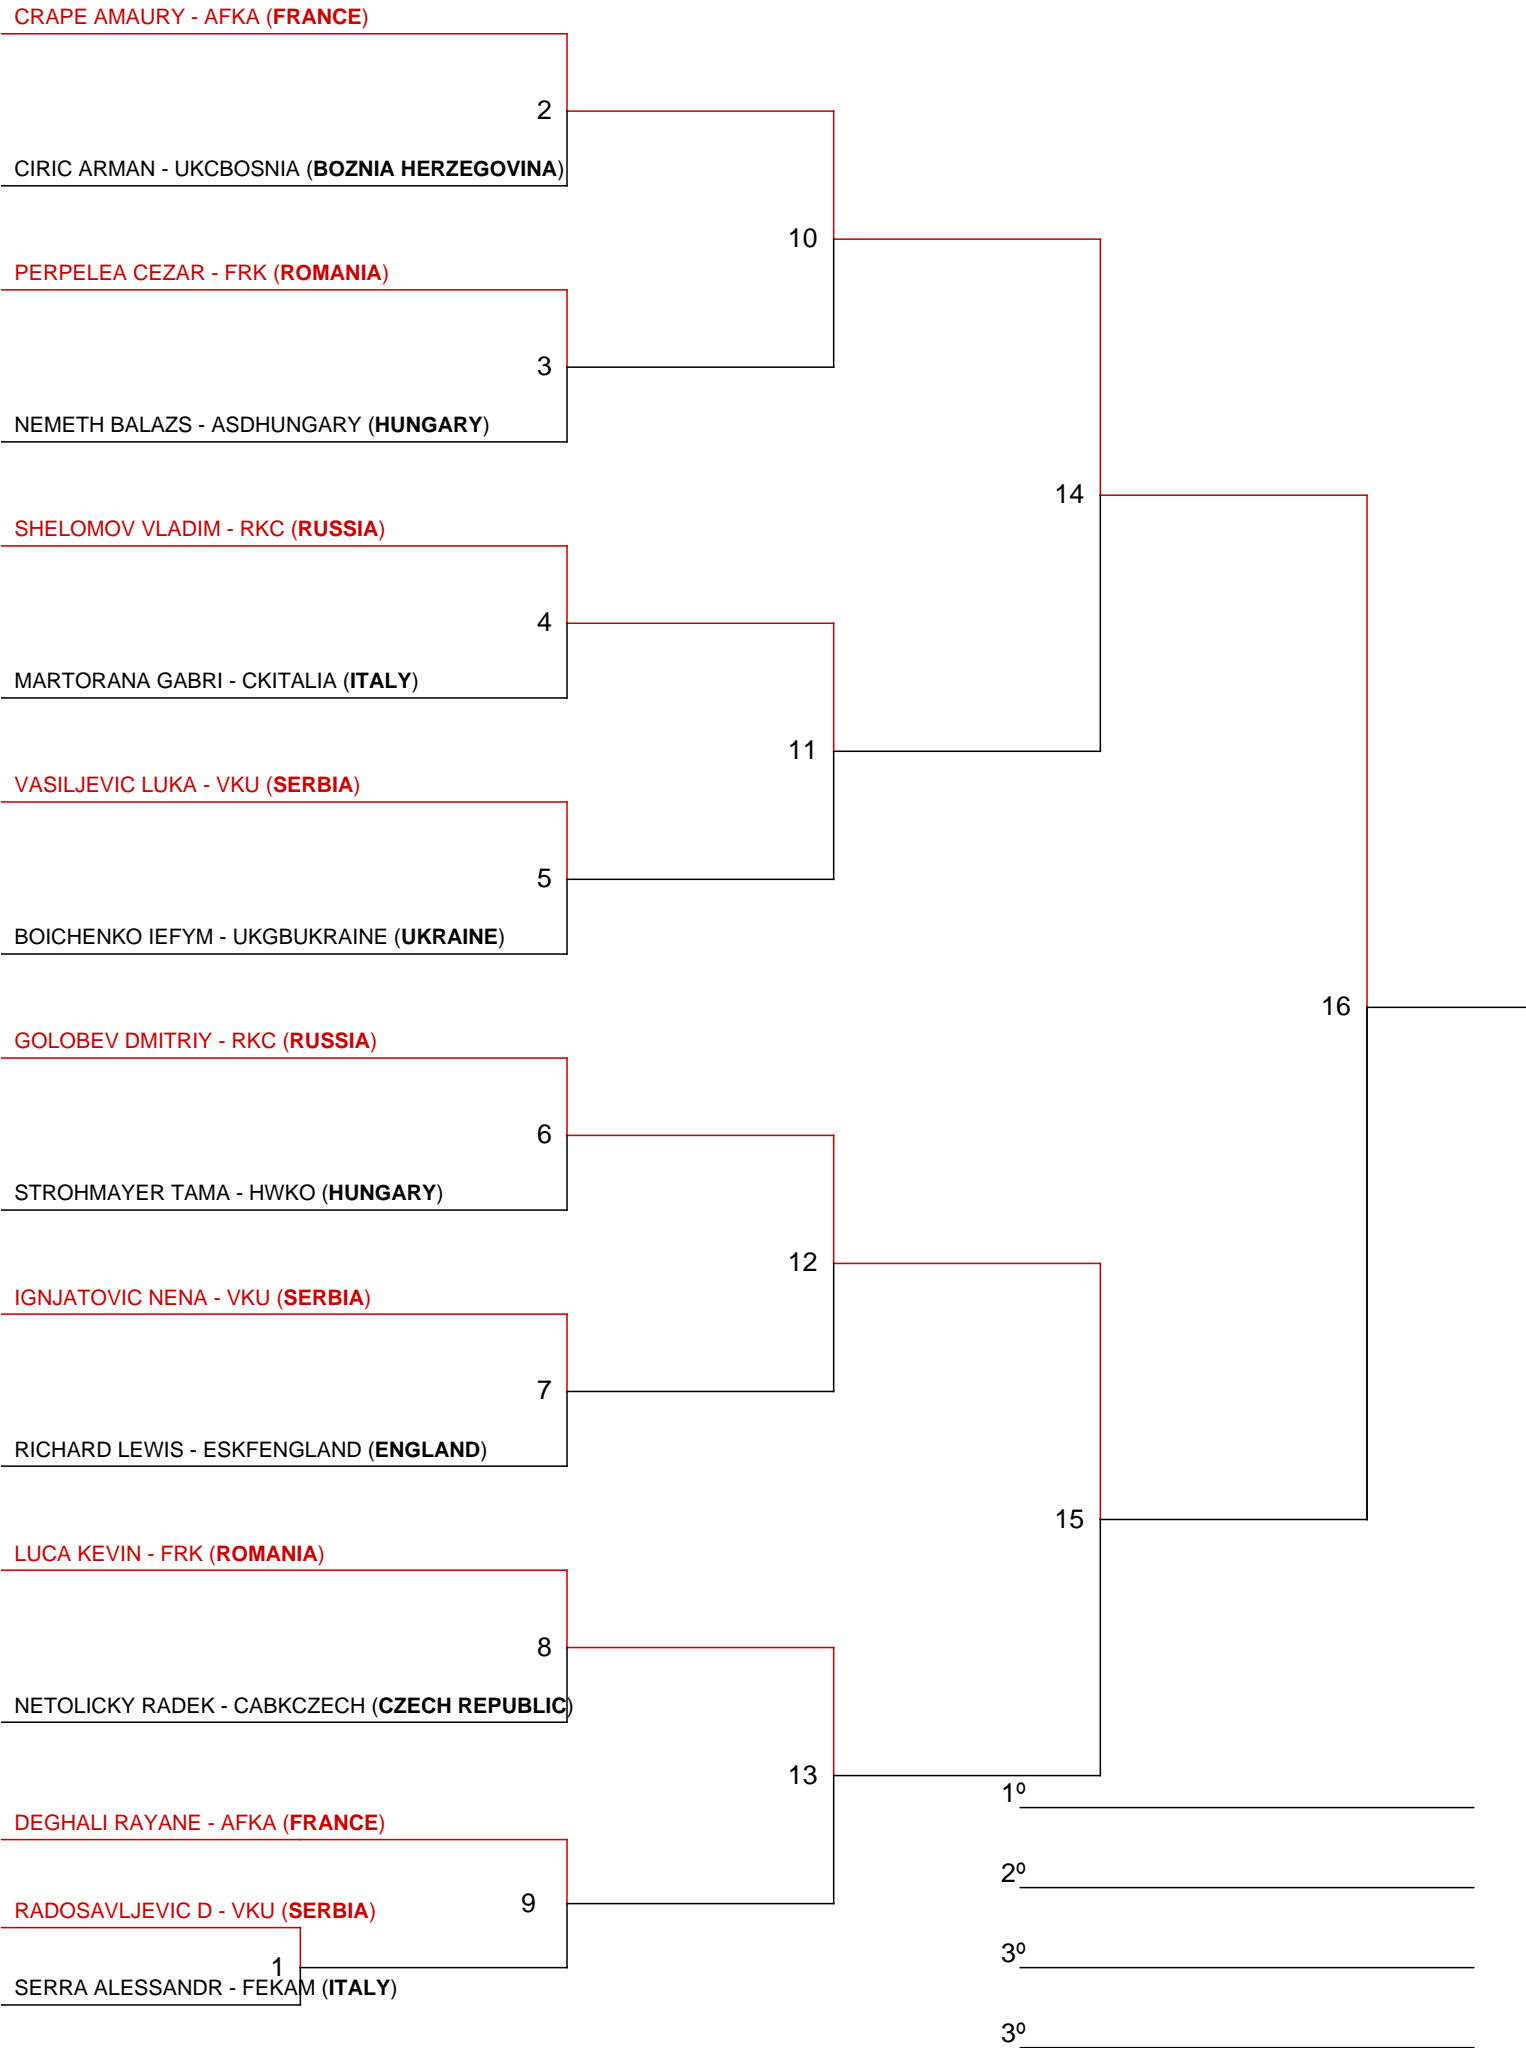 CRAPE AMAURY - AFKA (FRANCE)
2
CIRIC ARMAN - UKCBOSNIA (BOZNIA HERZEGOVINA)
10
PERPELEA CEZAR - FRK (ROMANIA)
3
NEMETH BALAZS - ASDHUNGARY (HUNGARY)
14
SHELOMOV VLADIM - RKC (RUSSIA)
4
MARTORANA GABRI - CKITALIA (ITALY)
11
VASILJEVIC LUKA - VKU (SERBIA)
5
BOICHENKO IEFYM - UKGBUKRAINE (UKRAINE)
16
GOLOBEV DMITRIY - RKC (RUSSIA)
6
STROHMAYER TAMA - HWKO (HUNGARY)
12
IGNJATOVIC NENA - VKU (SERBIA)
7
RICHARD LEWIS - ESKFENGLAND (ENGLAND)
15
LUCA KEVIN - FRK (ROMANIA)
8
NETOLICKY RADEK - CABKCZECH (CZECH REPUBLIC)
13
1º
DEGHALI RAYANE - AFKA (FRANCE)
2º
9
RADOSAVLJEVIC D - VKU (SERBIA)
3º
1
SERRA ALESSANDR - FEKAM (ITALY)
3º